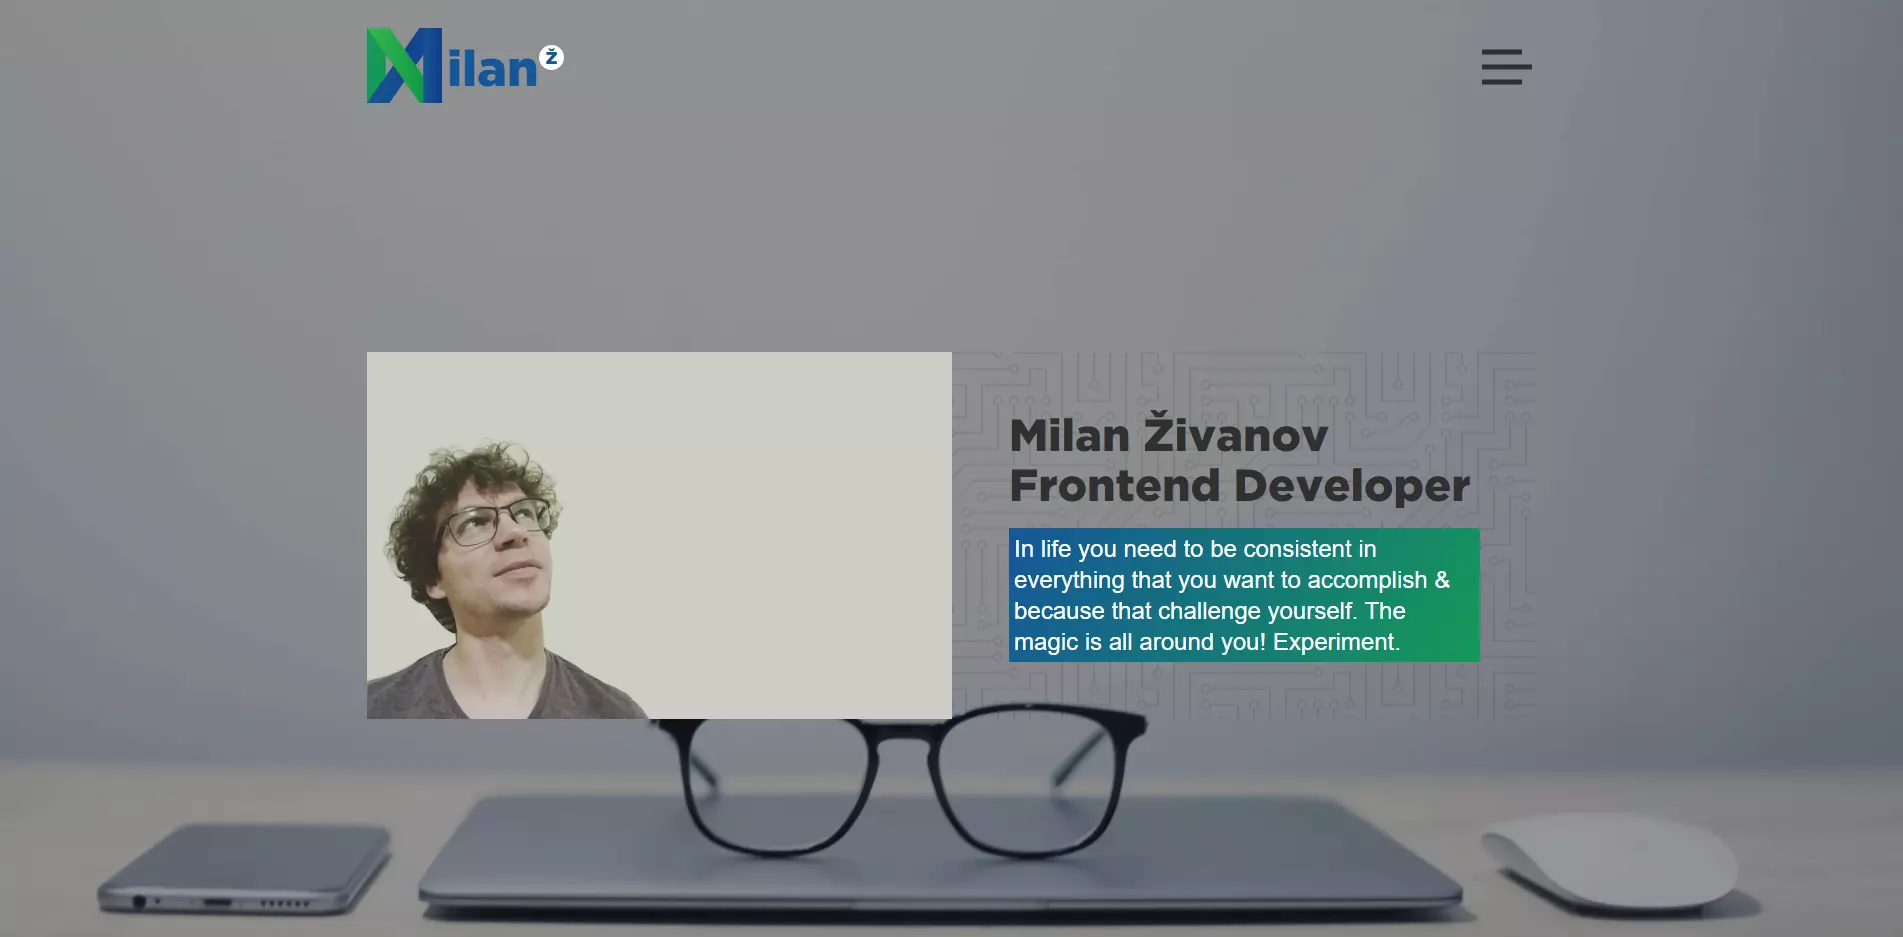 Milan ž
Milan Živanov
Frontend Developer
In life you need to be consistent in
everything that you want to accomplish &
because that challenge yourself. The
magic is all around you! Experiment.